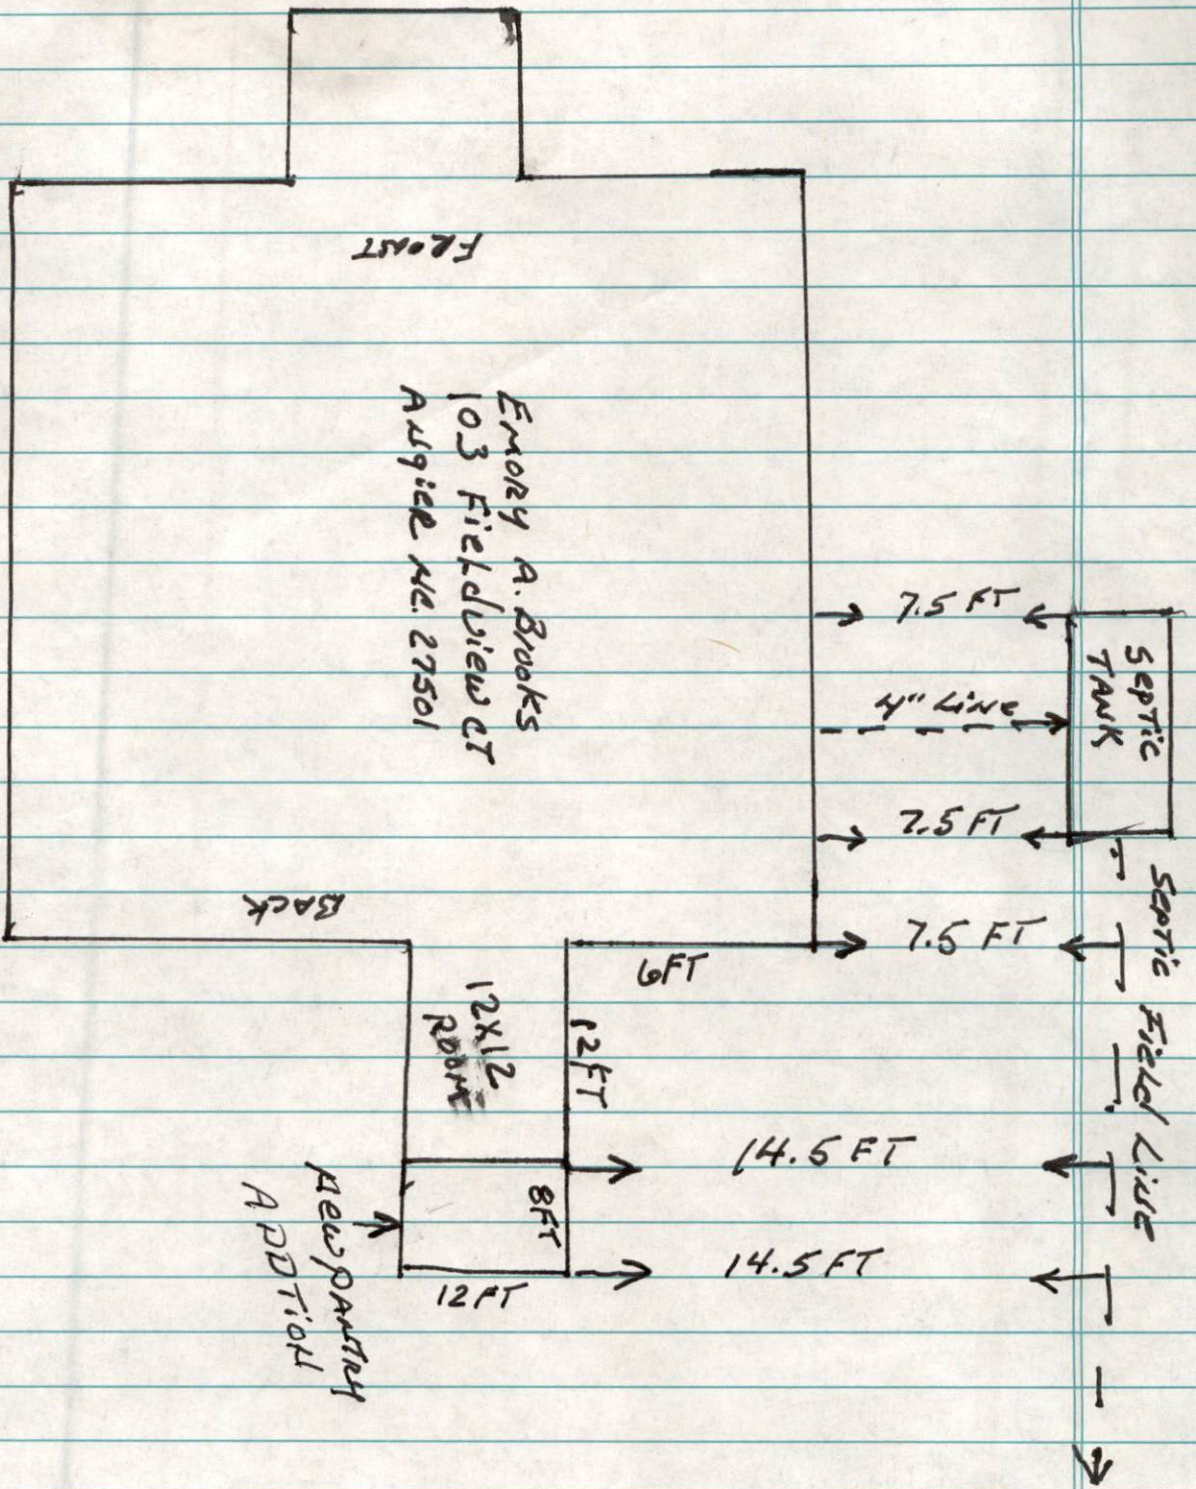 FRONT
EMORY A. Brooks
103 FieLdview CT
ANgieR NC. 27501
7.5 FT
4" LiNe
7.5 FT
7.5 FT
Septic
TANK
Septic Field Line
BACK
6FT
12X12
ROOM
12FT
14.5 FT
8FT
14.5 FT
12FT
New PANTRY
ADDTiON